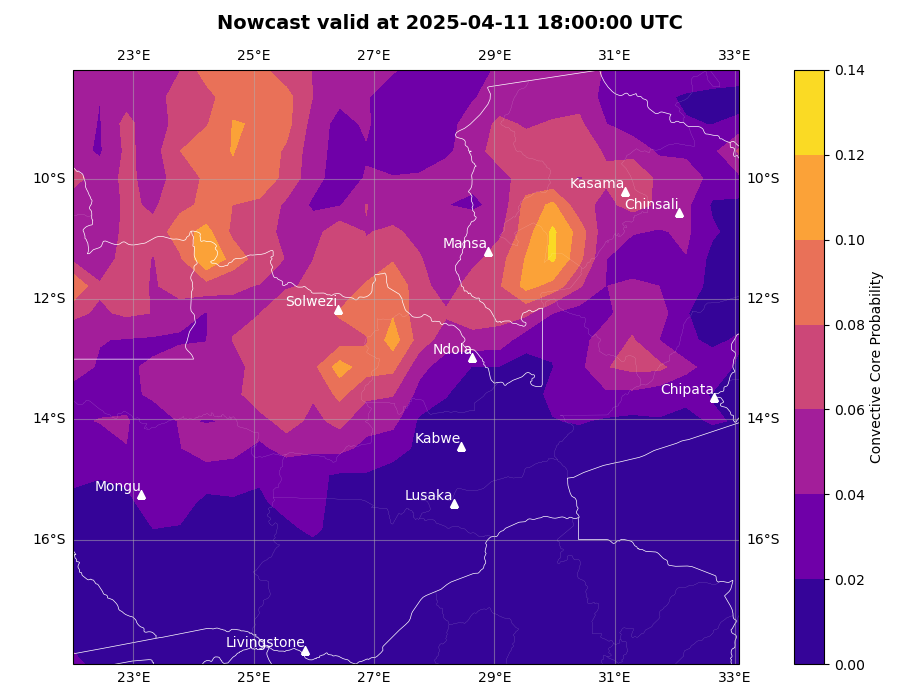 Nowcast valid at 2025-04-11 18:00:00 UTC
23°E 25°E 27°E 29°E 31°E 33°E
0.14
0.12
10°S Kasama 10°S
Chinsali
0.10
Mansa
12°S Solwezi 12°S
0.08
Ndola
Chipata
0.06
14°S 14°S
Kabwe
Mongu Lusaka
0.04
16°S 16°S
0.02
Livingstone
0.00
23°E 25°E 27°E 29°E 31°E 33°E
Convective Core Probability